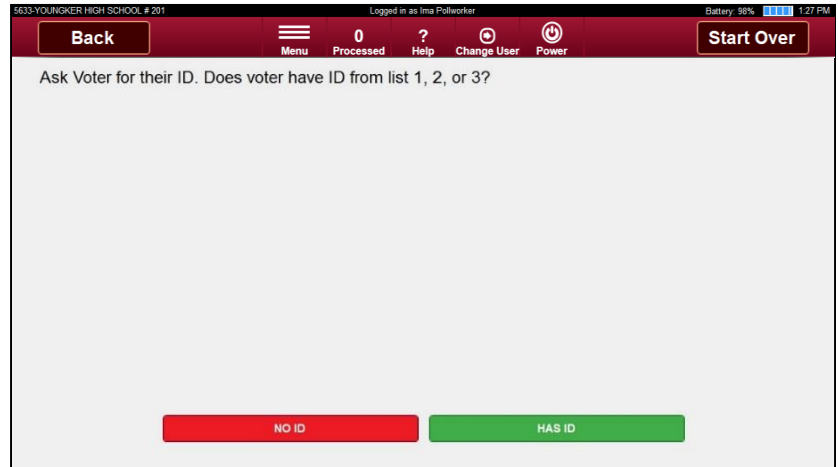 5633-YOUNGKER HIGH SCHOOL # 201 Logged in as Ima Pollworker Battery: 98% 1:27 PM
Back Menu 0 Processed ? Help Change User Power Start Over
Ask Voter for their ID. Does voter have ID from list 1, 2, or 3?
NO ID HAS ID